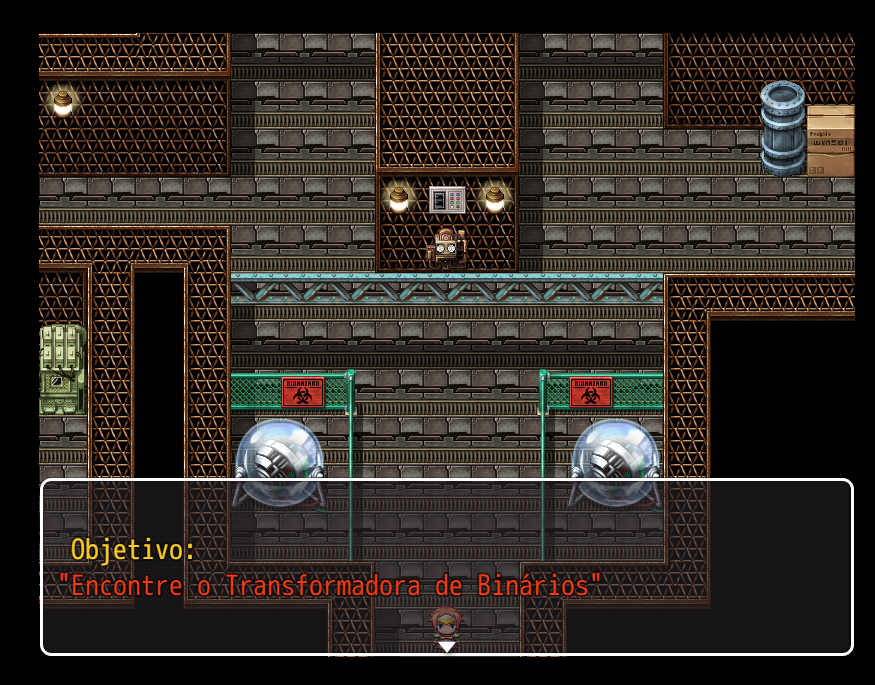 BIOHAZARD
BIOHAZARD
Objetivo:
"Encontre o Transformadora de Binários"